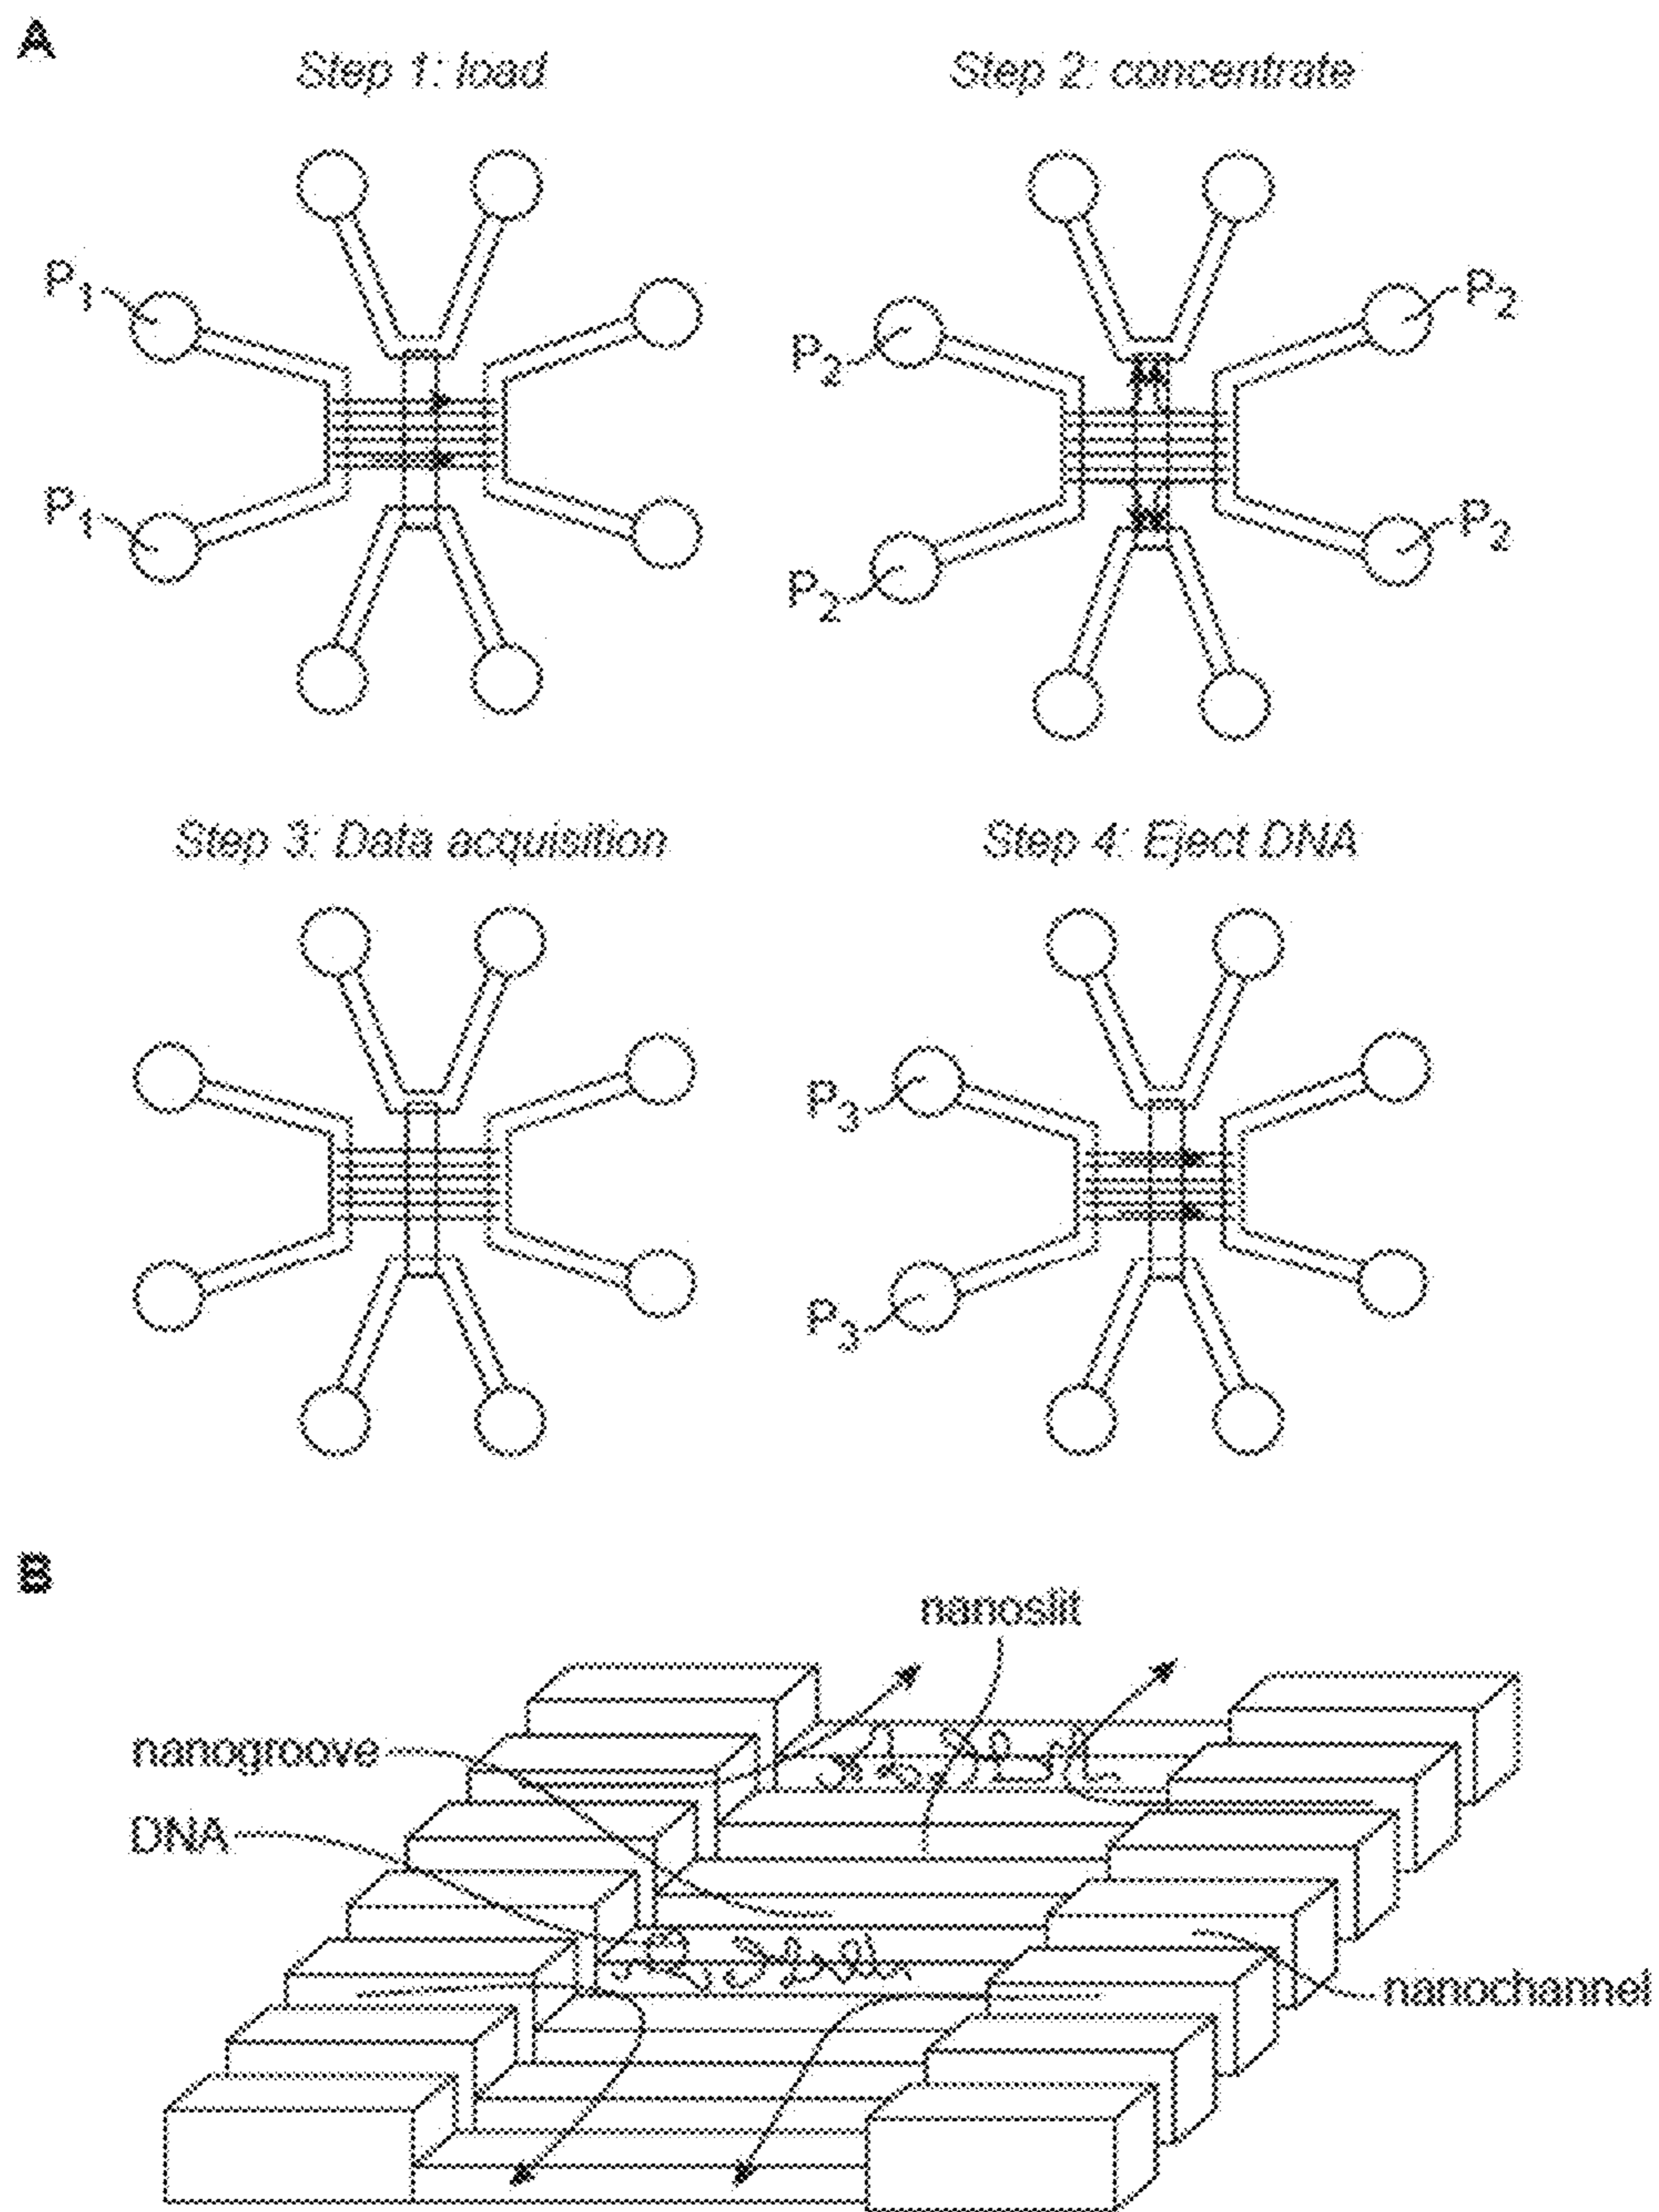 A
Step 1: load
Step 2: concentrate
P1
P2
P2
P1
P2
P2
Step 3: Data acquisition
Step 4: Eject DNA
P3
P3
B
nanoslit
nanogroove
DNA
nanochannel